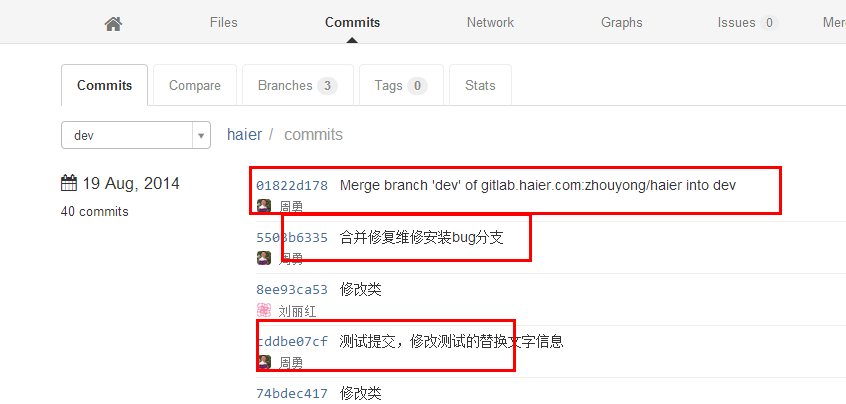 Files Commits Network Graphs Issues 0 Mer
Commits Compare Branches 3 Tags 0 Stats
dev haier / commits
19 Aug, 2014
40 commits
01822d178 Merge branch 'dev' of gitlab.haier.com:zhouyong/haier into dev
周勇
5503b6335 合并修复维修安装bug分支
周勇
8ee93ca53 修改类
刘丽红
cddbe07cf 测试提交，修改测试的替换文字信息
周勇
74bdec417 修改类